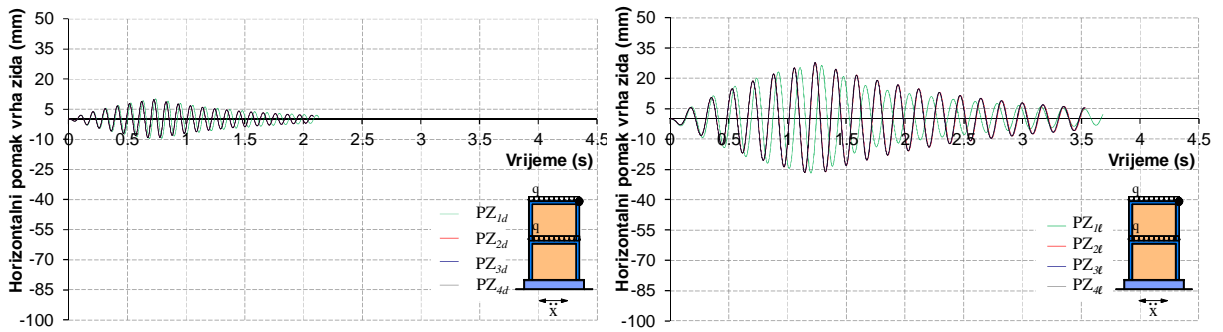 Horizontalni pomak vrha zida (mm)
50
35
20
5
-10
-25
-40
-55
-70
-85
-100
0
0.5
1
1.5
2
2.5
3
3.5
4
4.5
Vrijeme (s)
PZ1d
PZ2d
PZ3d
PZ4d
q
q
ẍ
Horizontalni pomak vrha zida (mm)
50
35
20
5
-10
-25
-40
-55
-70
-85
-100
0
0.5
1
1.5
2
2.5
3
3.5
4
4.5
Vrijeme (s)
PZ1ℓ
PZ2ℓ
PZ3ℓ
PZ4ℓ
q
q
ẍ